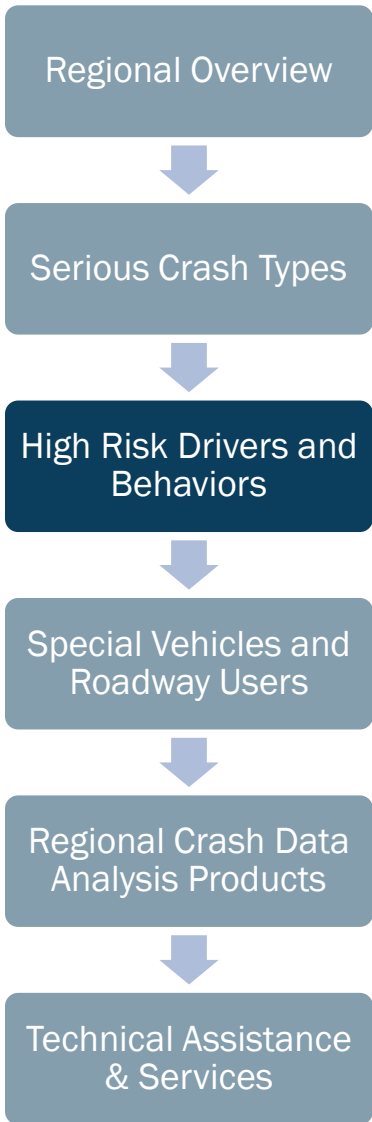 Regional Overview
Serious Crash Types
High Risk Drivers and
Behaviors
Special Vehicles and
Roadway Users
Regional Crash Data
Analysis Products
Technical Assistance
& Services